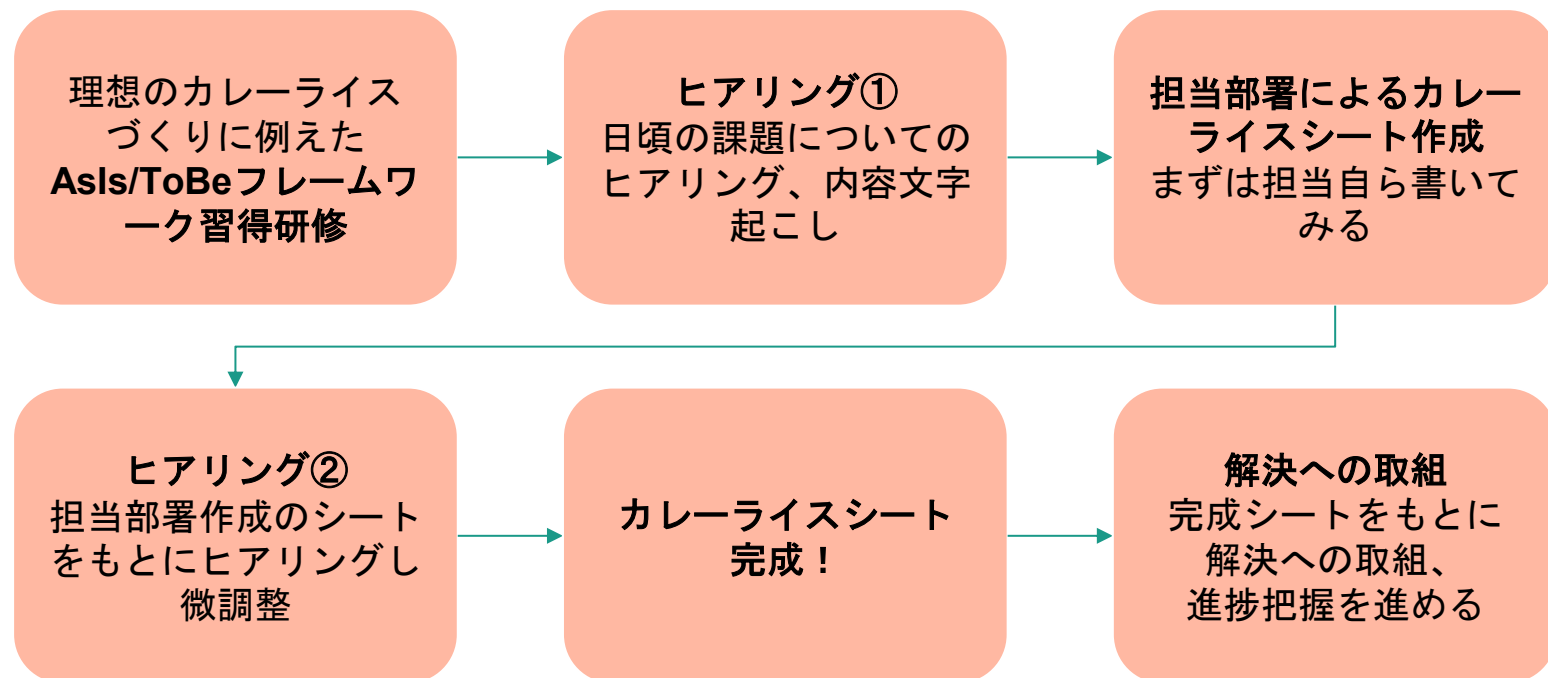 理想のカレーライス
づくりに例えた
AsIs/ToBeフレームワ
ーク習得研修
ヒアリング①
日頃の課題についての
ヒアリング、内容文字
起こし
担当部署によるカレー
ライスシート作成
まずは担当自ら書いて
みる
ヒアリング②
担当部署作成のシート
をもとにヒアリングし
微調整
カレーライスシート
完成！
解決への取組
完成シートをもとに
解決への取組、
進捗把握を進める